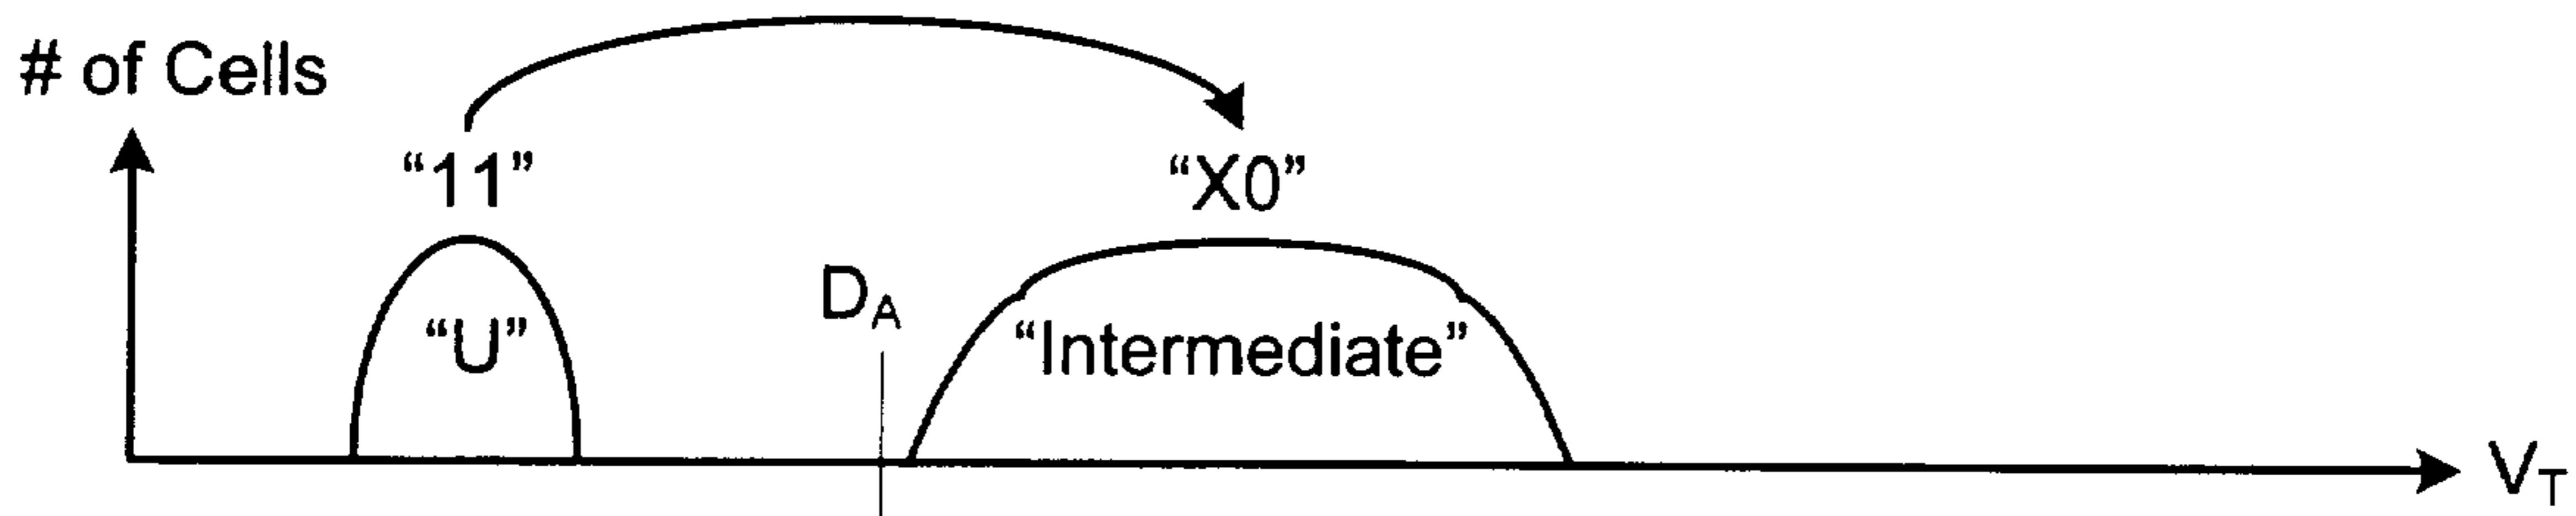 # of Cells
“11”
“X0”
“U”
D_A
“Intermediate”
V_T